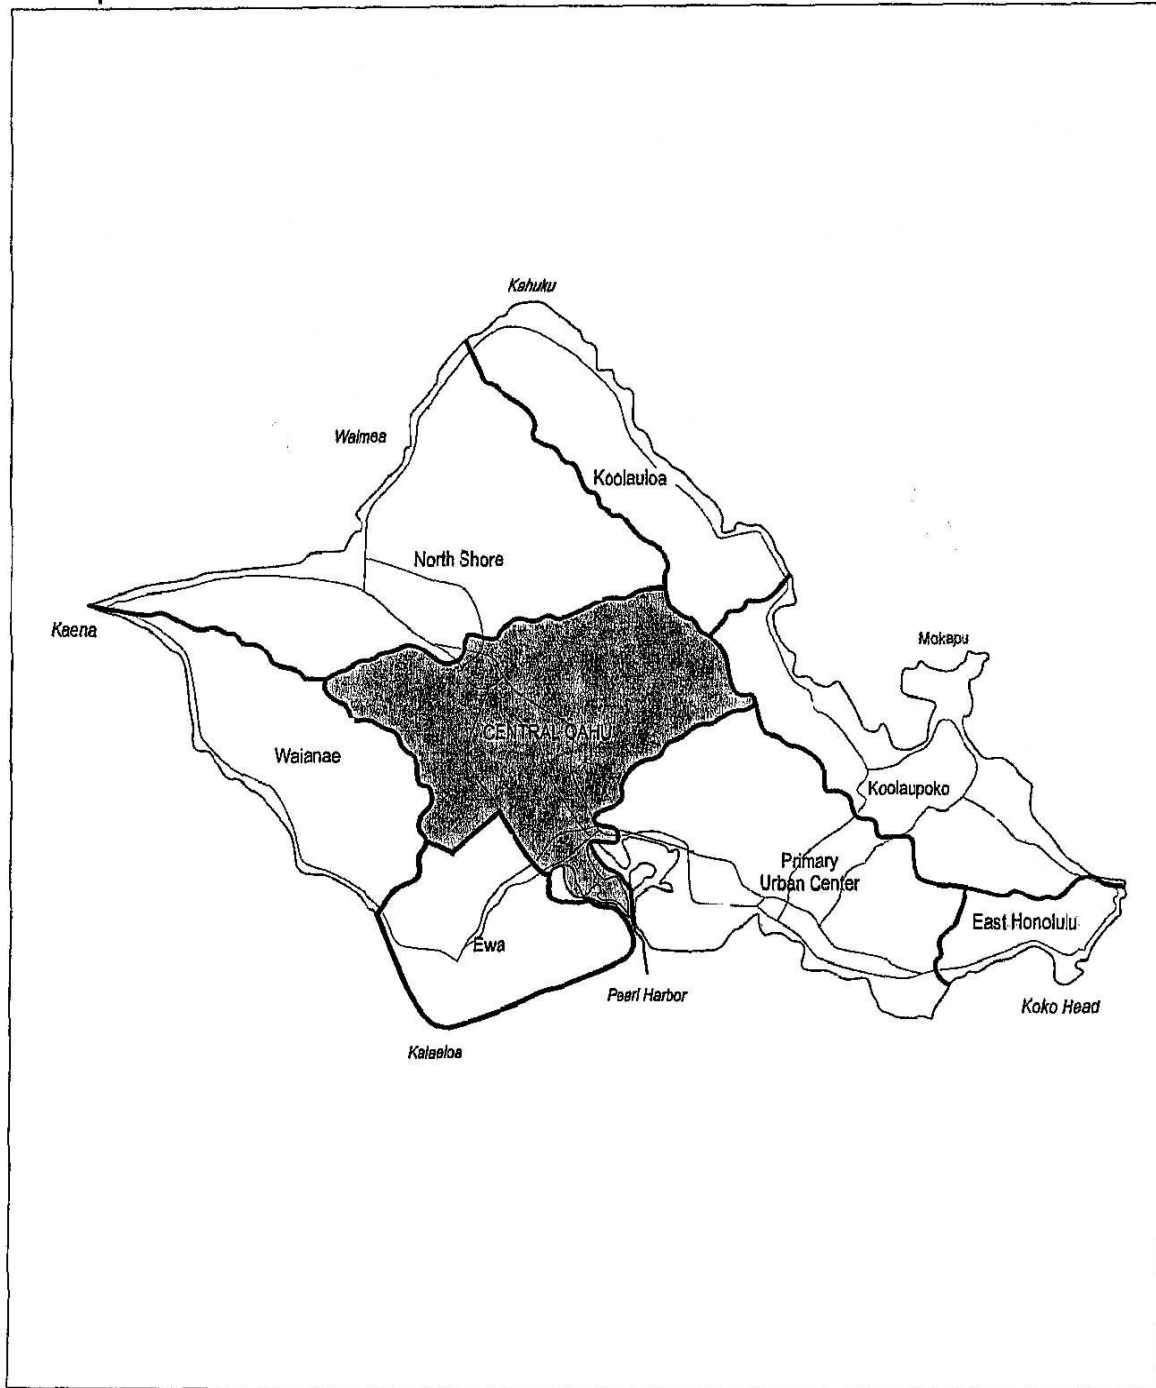 Kahuku
Waimea
Koolauloa
North Shore
Kaena
Mokapu
CENTRAL OAHU
Waianae
Koolaupoko
Primary
Urban Center
East Honolulu
Ewa
Pearl Harbor
Koko Head
Kalaeloa